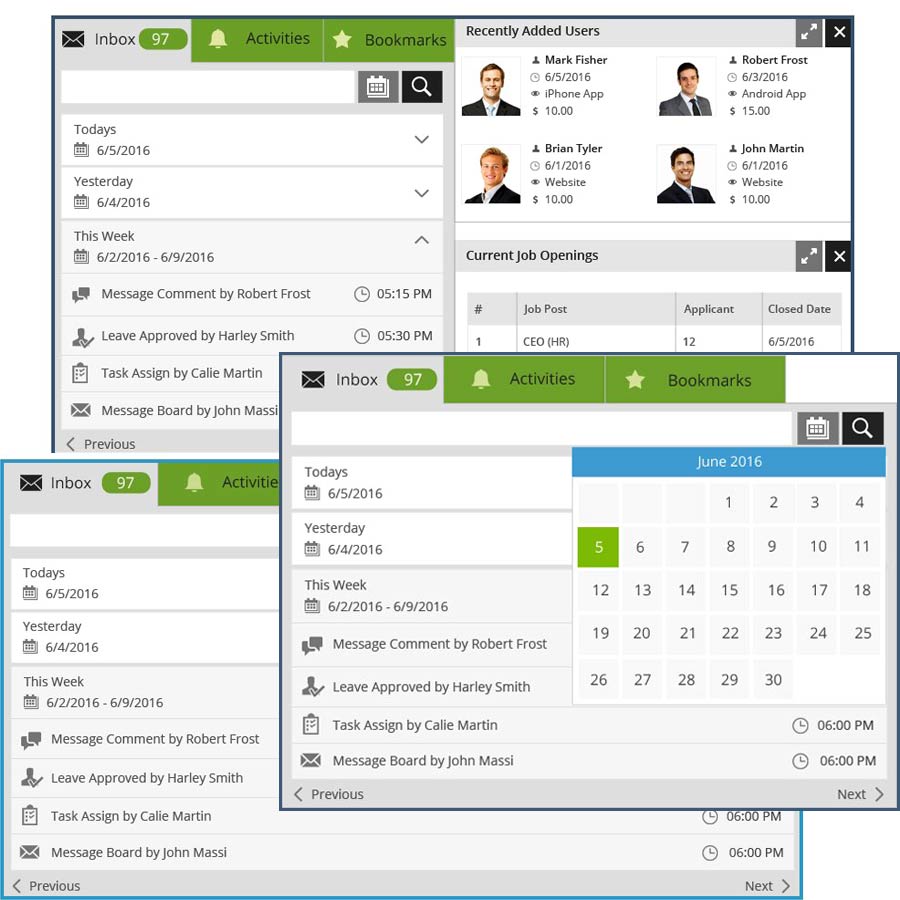 Inbox 97 Activities Bookmarks
Todays
6/5/2016
Yesterday
6/4/2016
This Week
6/2/2016 - 6/9/2016
Message Comment by Robert Frost 05:15 PM
Leave Approved by Harley Smith 05:30 PM
Task Assign by Calie Martin
Message Board by John Massi
Previous
Recently Added Users
Mark Fisher
6/5/2016
iPhone App
$ 10.00
Robert Frost
6/3/2016
Android App
$ 15.00
Brian Tyler
6/1/2016
Website
$ 10.00
John Martin
6/1/2016
Website
$ 10.00
Current Job Openings
# Job Post Applicant Closed Date
1 CEO (HR) 12 6/5/2016
Inbox 97 Activities Bookmarks
Todays
6/5/2016
Yesterday
6/4/2016
This Week
6/2/2016 - 6/9/2016
Message Comment by Robert Frost
Leave Approved by Harley Smith
Task Assign by Calie Martin 06:00 PM
Message Board by John Massi 06:00 PM
Previous Next
June 2016
1 2 3 4
5 6 7 8 9 10 11
12 13 14 15 16 17 18
19 20 21 22 23 24 25
26 27 28 29 30
Inbox 97 Activitie
Todays
6/5/2016
Yesterday
6/4/2016
This Week
6/2/2016 - 6/9/2016
Message Comment by Robert Frost
Leave Approved by Harley Smith
Task Assign by Calie Martin 06:00 PM
Message Board by John Massi 06:00 PM
Previous Next